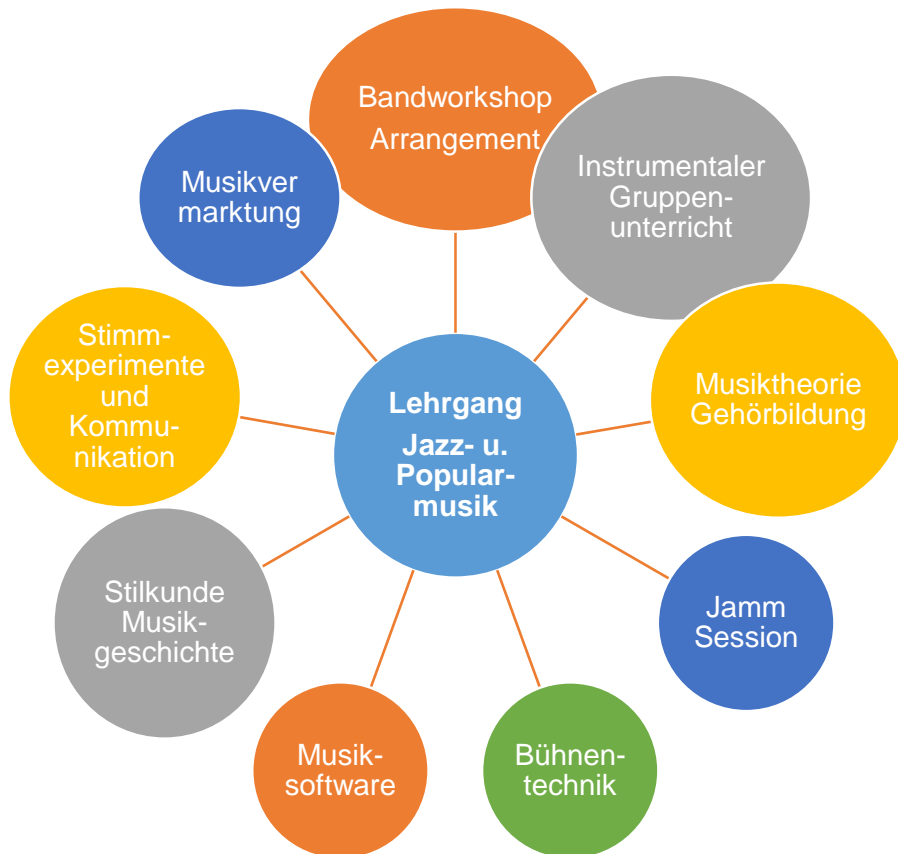 Bandworkshop
Arrangement
Instrumentaler
Gruppen-
unterricht
Musiktheorie
Gehörbildung
Jamm
Session
Bühnen-
technik
Musik-
software
Stilkunde
Musik-
geschichte
Stimm-
experimente
und
Kommu-
nikation
Musikver
marktung
Lehrgang
Jazz- u.
Popular-
musik